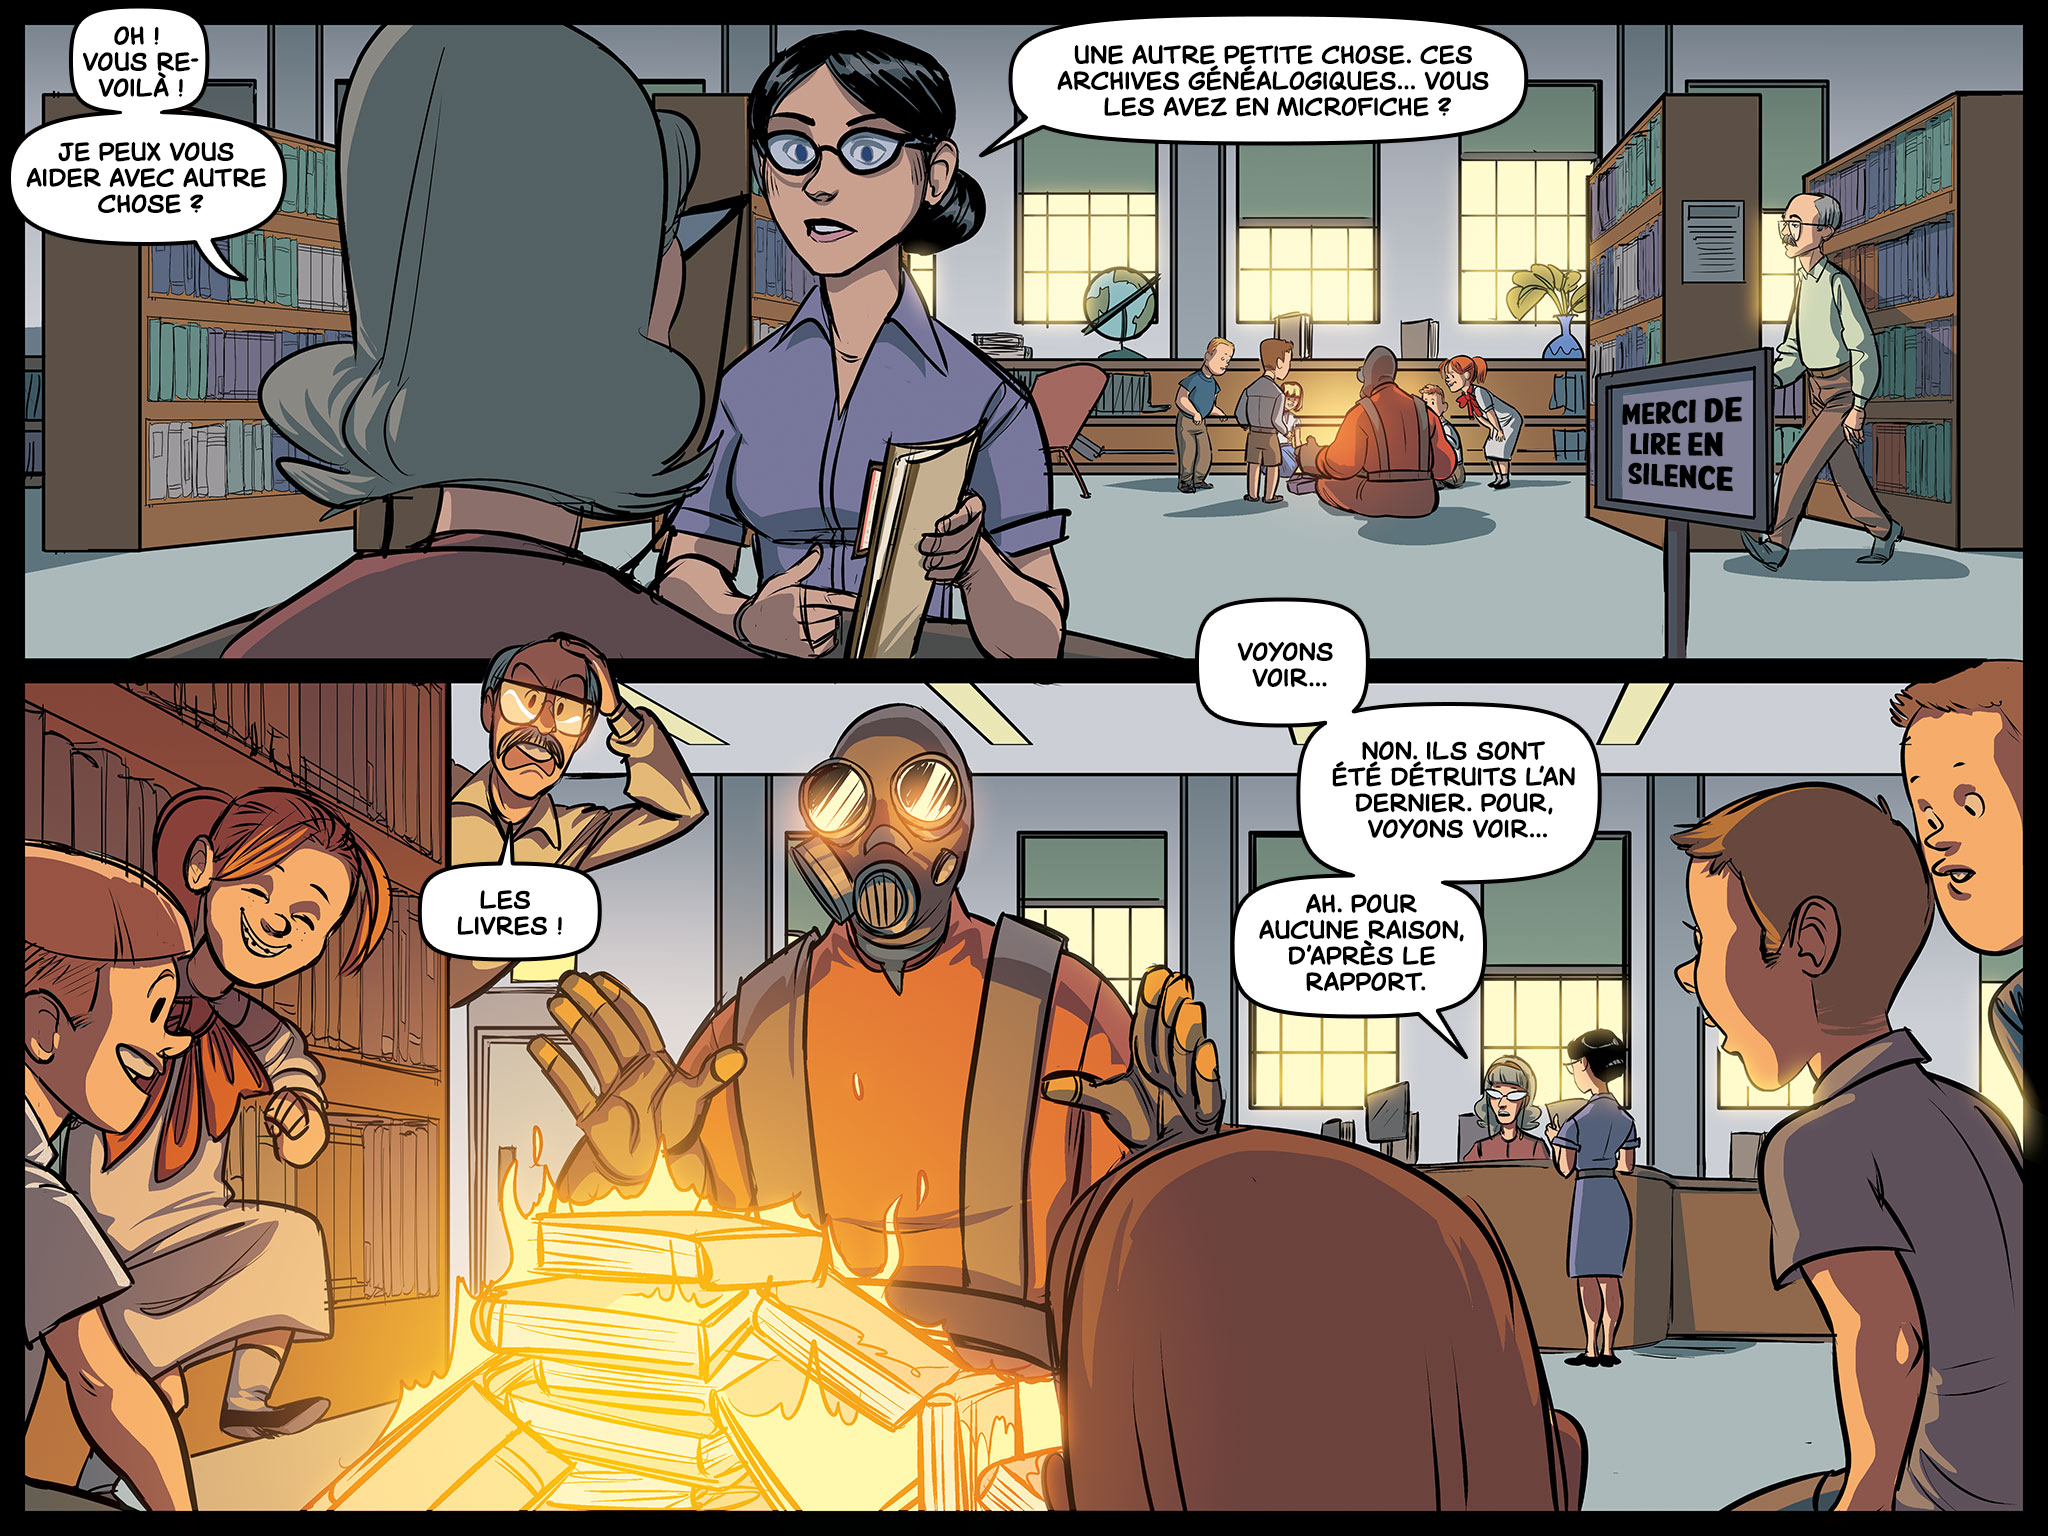 OH !
VOUS RE-
VOILÀ !
JE PEUX VOUS
AIDER AVEC AUTRE
CHOSE ?
UNE AUTRE PETITE CHOSE. CES
ARCHIVES GÉNÉALOGIQUES... VOUS
LES AVEZ EN MICROFICHE ?
MERCI DE
LIRE EN
SILENCE
LES
LIVRES !
VOYONS
VOIR...
NON. ILS SONT
ÉTÉ DÉTRUITS L'AN
DERNIER. POUR,
VOYONS VOIR...
AH. POUR
AUCUNE RAISON,
D'APRÈS LE
RAPPORT.